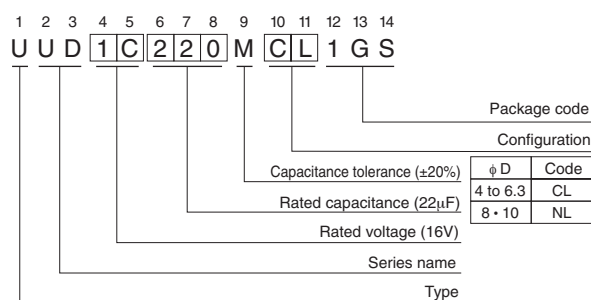 1 2 3 4 5 6 7 8 9 10 11 12 13 14
U U D 1 C 2 2 0 M C L 1 G S
Package code
Configuration
ϕ D Code
4 to 6.3 CL
8 • 10 NL
Capacitance tolerance (±20%)
Rated capacitance (22µF)
Rated voltage (16V)
Series name
Type